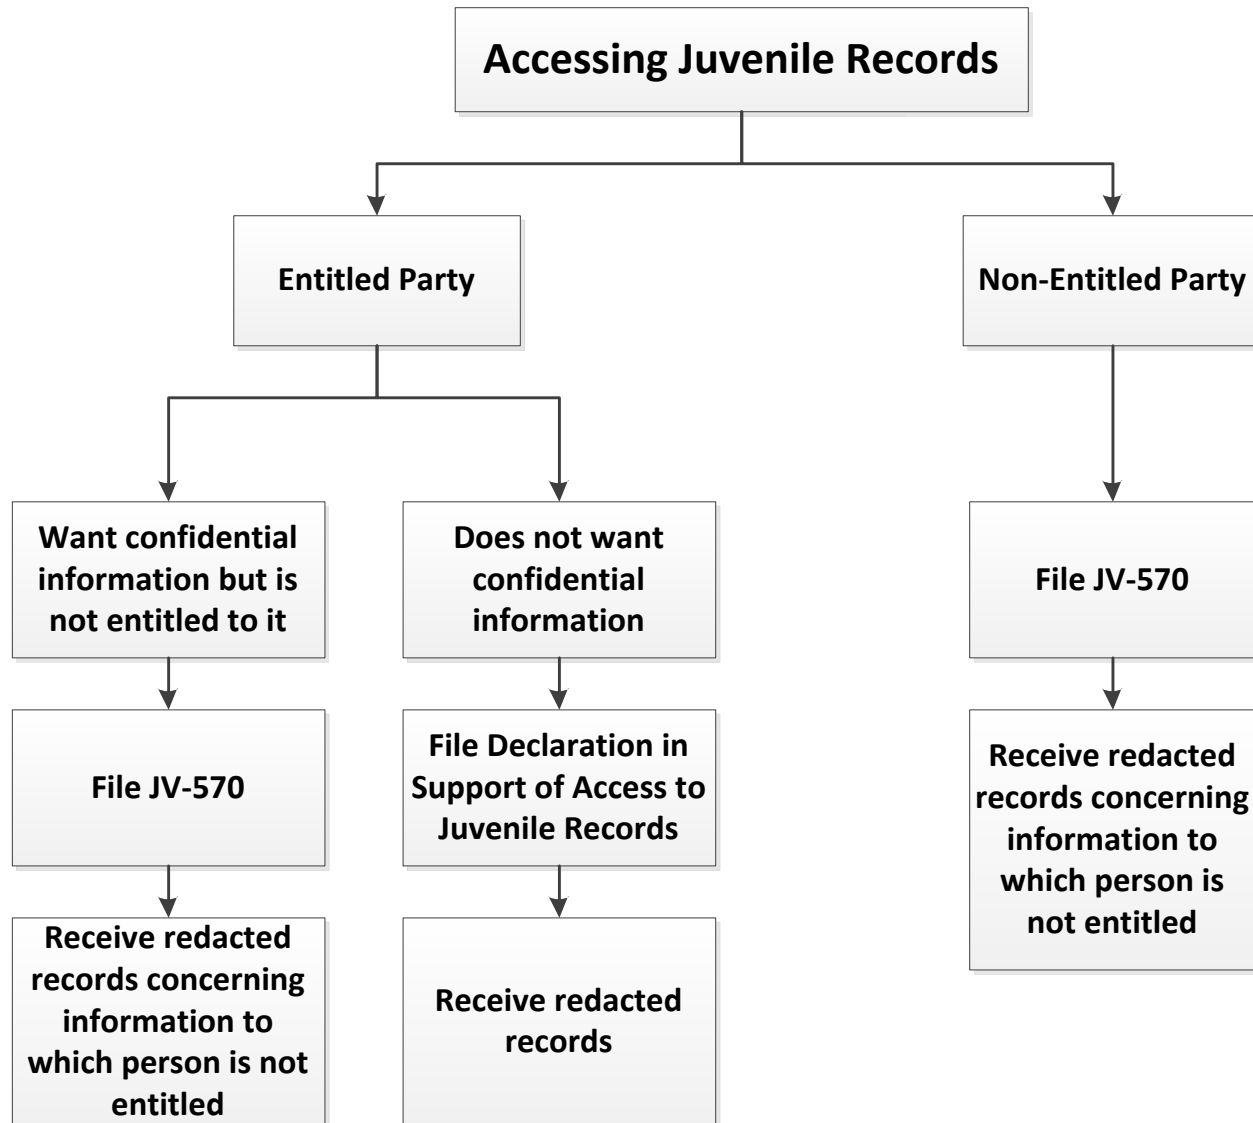 Accessing Juvenile Records
Entitled Party
Non-Entitled Party
Want confidential
information but is
not entitled to it
Does not want
confidential
information
File JV-570
File JV-570
File Declaration in
Support of Access to
Juvenile Records
Receive redacted
records concerning
information to
which person is
not entitled
Receive redacted
records concerning
information to
which person is not
entitled
Receive redacted
records